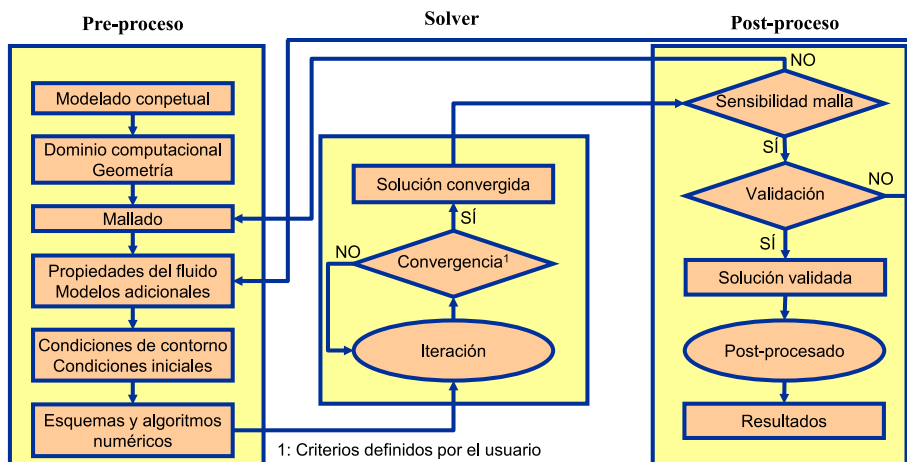 Pre-proceso
Solver
Post-proceso
Modelado conpetual
Dominio computacional
Geometría
Mallado
Propiedades del fluido
Modelos adicionales
Condiciones de contorno
Condiciones iniciales
Esquemas y algoritmos
numéricos
Solución convergida
SÍ
NO
Convergencia¹
Iteración
1: Criterios definidos por el usuario
NO
Sensibilidad malla
SÍ
NO
Validación
SÍ
Solución validada
Post-procesado
Resultados